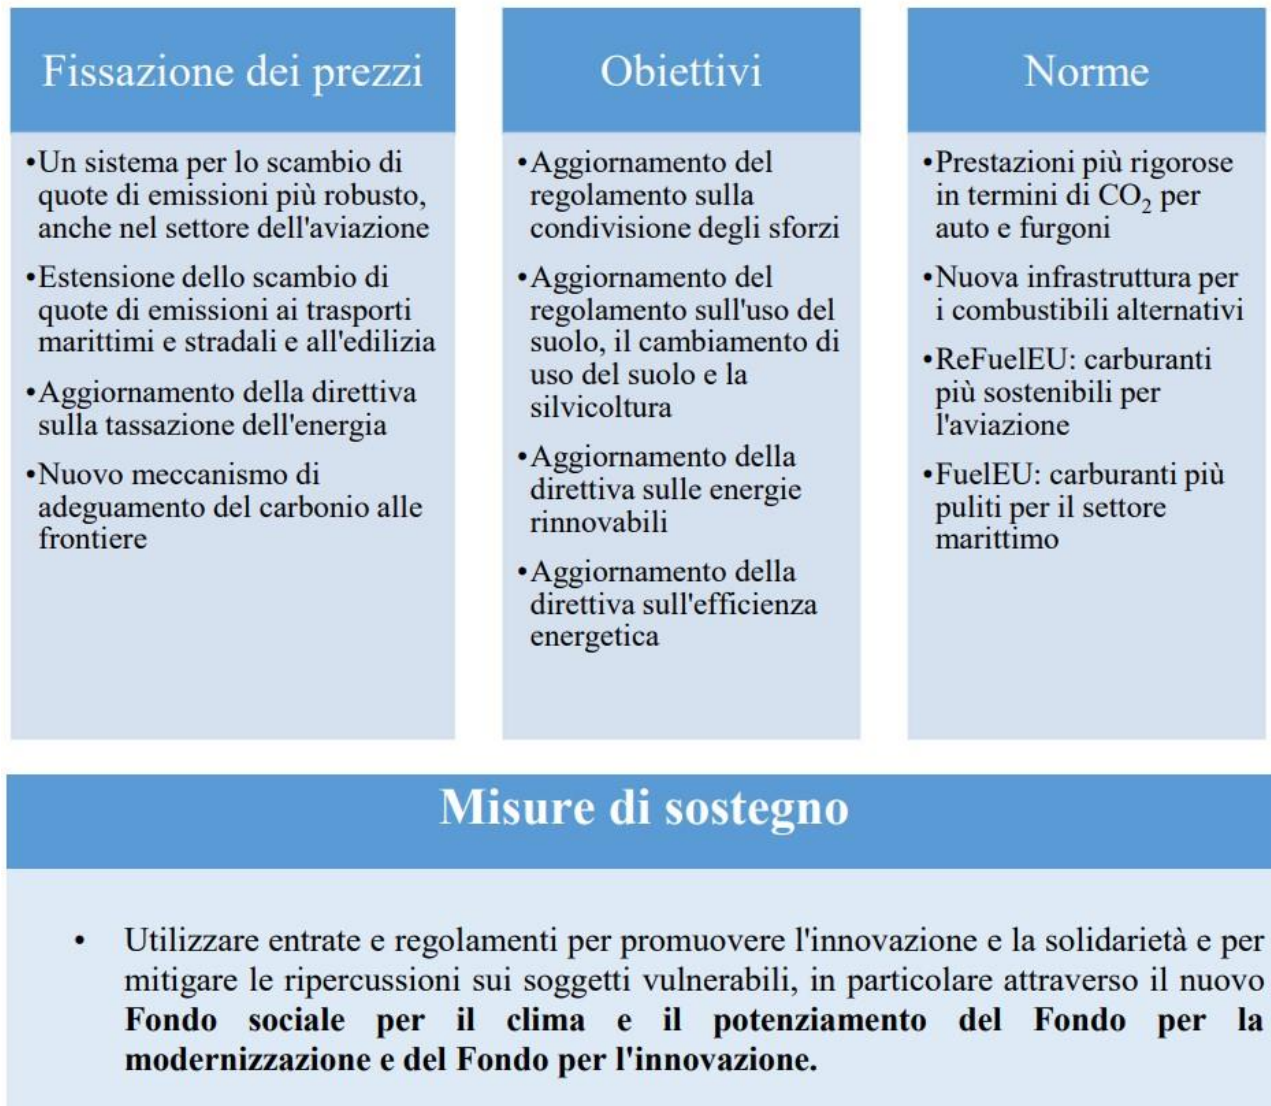 Fissazione dei prezzi
•Un sistema per lo scambio di
quote di emissioni più robusto,
anche nel settore dell'aviazione
•Estensione dello scambio di
quote di emissioni ai trasporti
marittimi e stradali e all'edilizia
•Aggiornamento della direttiva
sulla tassazione dell'energia
•Nuovo meccanismo di
adeguamento del carbonio alle
frontiere
Obiettivi
•Aggiornamento del
regolamento sulla
condivisione degli sforzi
•Aggiornamento del
regolamento sull'uso del
suolo, il cambiamento di
uso del suolo e la
silvicoltura
•Aggiornamento della
direttiva sulle energie
rinnovabili
•Aggiornamento della
direttiva sull'efficienza
energetica
Norme
•Prestazioni più rigorose
in termini di CO₂ per
auto e furgoni
•Nuova infrastruttura per
i combustibili alternativi
•ReFuelEU: carburanti
più sostenibili per
l'aviazione
•FuelEU: carburanti più
puliti per il settore
marittimo
Misure di sostegno
• Utilizzare entrate e regolamenti per promuovere l'innovazione e la solidarietà e per
mitigare le ripercussioni sui soggetti vulnerabili, in particolare attraverso il nuovo
Fondo sociale per il clima e il potenziamento del Fondo per la
modernizzazione e del Fondo per l'innovazione.